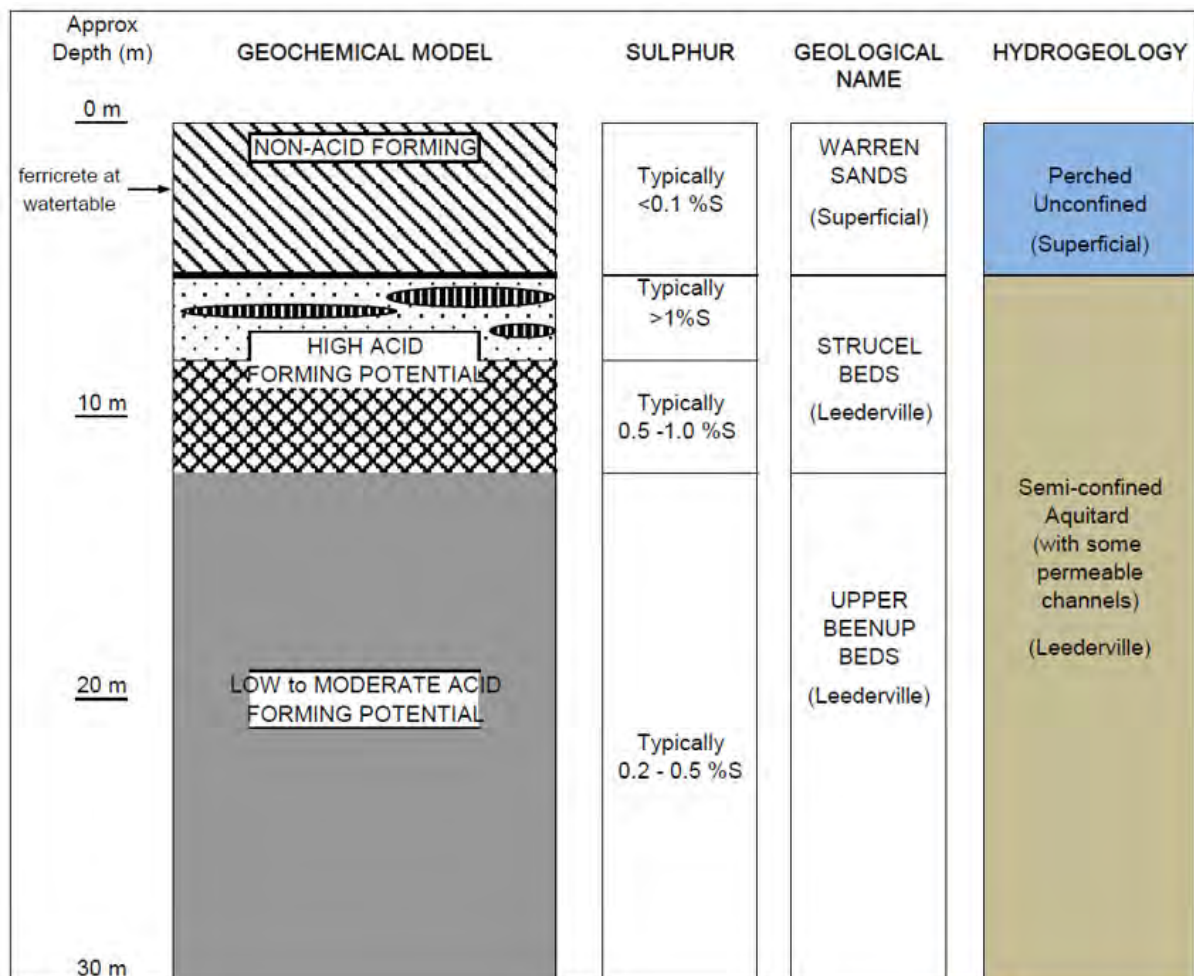 Approx
Depth (m)
GEOCHEMICAL MODEL
SULPHUR
GEOLOGICAL
NAME
HYDROGEOLOGY
0 m
ferricrete at
watertable
10 m
20 m
30 m
NON-ACID FORMING
HIGH ACID
FORMING POTENTIAL
LOW to MODERATE ACID
FORMING POTENTIAL
Typically
<0.1 %S
Typically
>1%S
Typically
0.5 -1.0 %S
Typically
0.2 - 0.5 %S
WARREN
SANDS
(Superficial)
STRUCEL
BEDS
(Leederville)
UPPER
BEENUP
BEDS
(Leederville)
Perched
Unconfined
(Superficial)
Semi-confined
Aquitard
(with some
permeable
channels)
(Leederville)